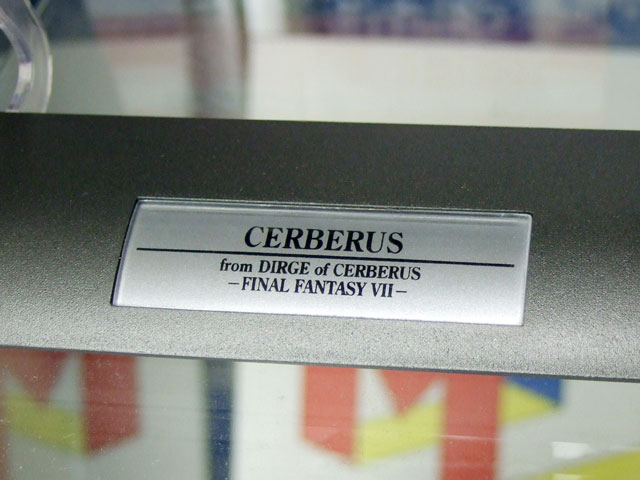 CERBERUS
from DIRGE of CERBERUS
–FINAL FANTASY VII–